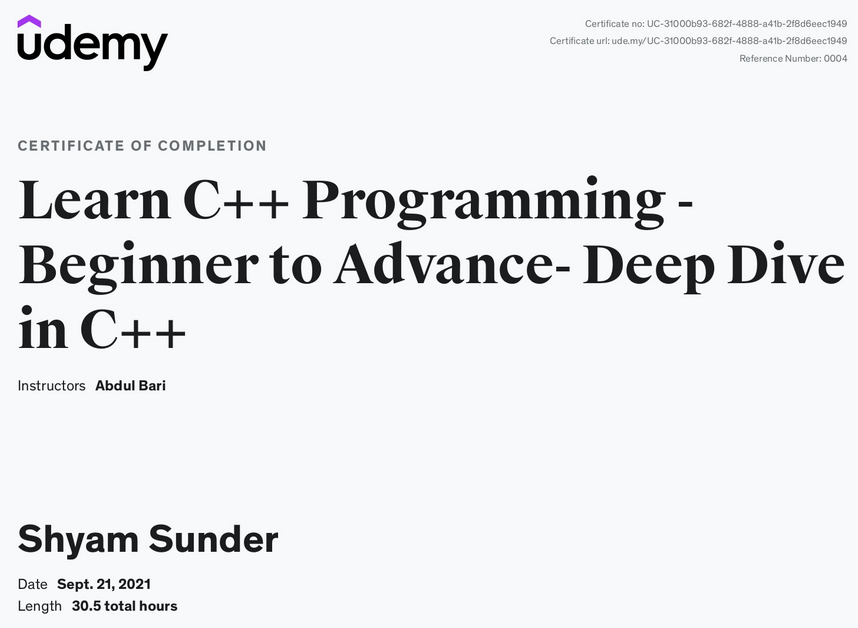 udemy
Certificate no: UC-31000b93-682f-4888-a41b-2f8d6eec1949
Certificate url: ude.my/UC-31000b93-682f-4888-a41b-2f8d6eec1949
Reference Number: 0004
CERTIFICATE OF COMPLETION
Learn C++ Programming -
Beginner to Advance- Deep Dive
in C++
Instructors Abdul Bari
Shyam Sunder
Date Sept. 21, 2021
Length 30.5 total hours